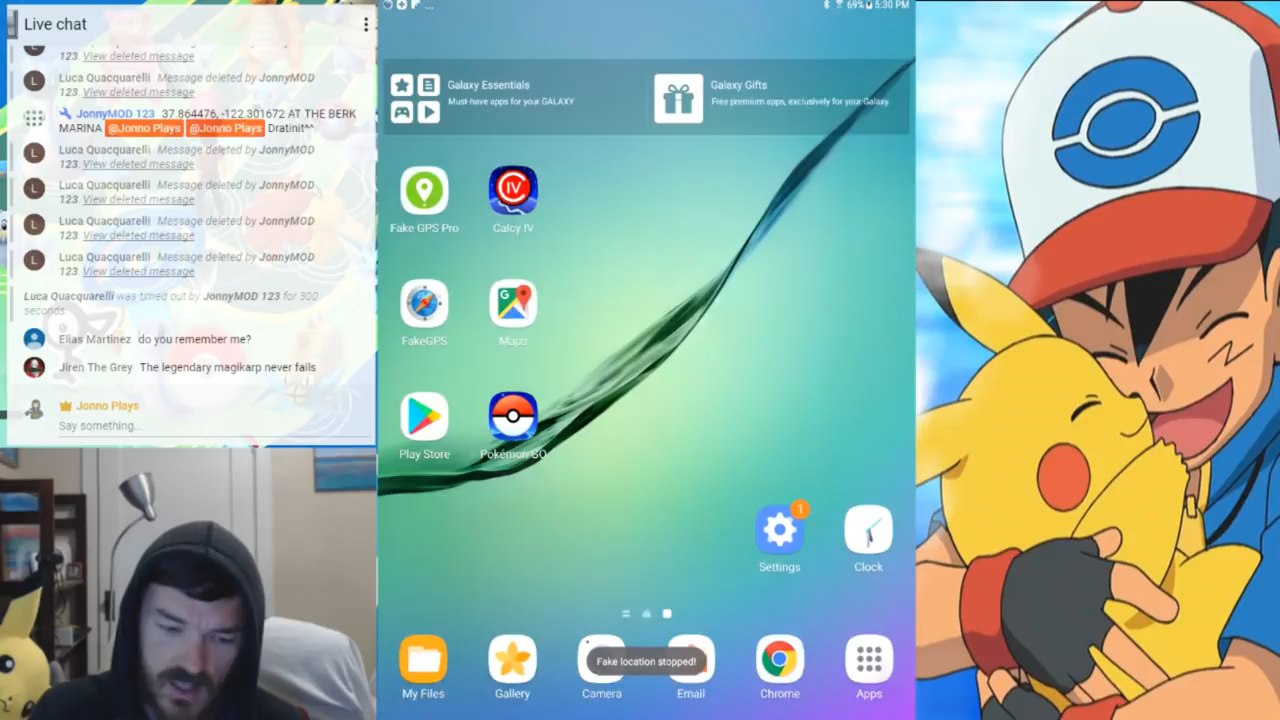 Live chat
123. View deleted message
Luca Quacquarelli Message deleted by JonnyMOD
123. View deleted message
JonnyMOD 123 37.864476, -122.301672 AT THE BERK
MARINA @Jonno Plays @Jonno Plays Dratinit^^
Luca Quacquarelli Message deleted by JonnyMOD
123. View deleted message
Luca Quacquarelli Message deleted by JonnyMOD
123. View deleted message
Luca Quacquarelli Message deleted by JonnyMOD
123. View deleted message
Luca Quacquarelli Message deleted by JonnyMOD
123. View deleted message
Luca Quacquarelli was timed out by JonnyMOD 123 for 300
seconds.
Elias Martinez do you remember me?
Jiren The Grey The legendary magikarp never fails
Jonno Plays
Say something...
69% 5:30 PM
Galaxy Essentials
Must-have apps for your GALAXY
Galaxy Gifts
Free premium apps, exclusively for your Galaxy
Fake GPS Pro
IV
Calcy IV
FakeGPS
G
Maps
Play Store
Pokémon GO
1
Settings
Clock
Fake location stopped!
My Files
Gallery
Camera
Email
Chrome
Apps
L
L
L
L
L